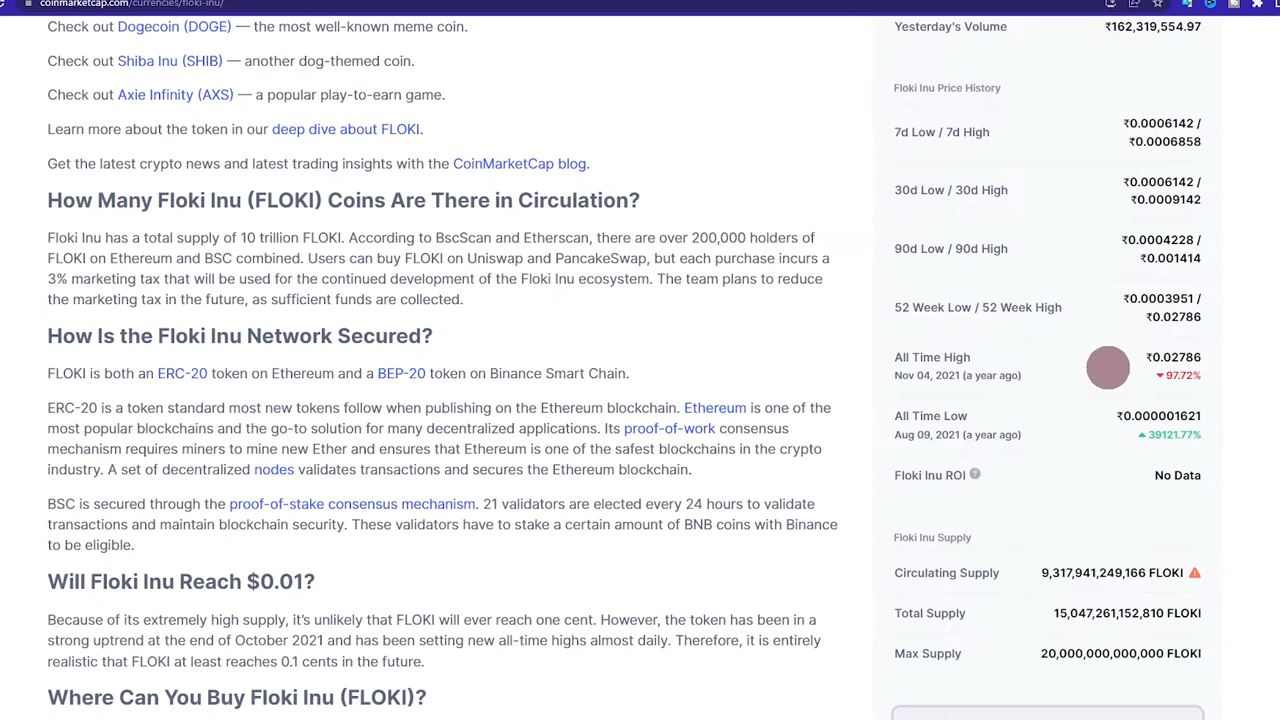 coinmarketcap.com/currencies/floki-inu/
Check out Dogecoin (DOGE) — the most well-known meme coin.
Check out Shiba Inu (SHIB) — another dog-themed coin.
Check out Axie Infinity (AXS) — a popular play-to-earn game.
Learn more about the token in our deep dive about FLOKI.
Get the latest crypto news and latest trading insights with the CoinMarketCap blog.
How Many Floki Inu (FLOKI) Coins Are There in Circulation?
Floki Inu has a total supply of 10 trillion FLOKI. According to BscScan and Etherscan, there are over 200,000 holders of
FLOKI on Ethereum and BSC combined. Users can buy FLOKI on Uniswap and PancakeSwap, but each purchase incurs a
3% marketing tax that will be used for the continued development of the Floki Inu ecosystem. The team plans to reduce
the marketing tax in the future, as sufficient funds are collected.
How Is the Floki Inu Network Secured?
FLOKI is both an ERC-20 token on Ethereum and a BEP-20 token on Binance Smart Chain.
ERC-20 is a token standard most new tokens follow when publishing on the Ethereum blockchain. Ethereum is one of the
most popular blockchains and the go-to solution for many decentralized applications. Its proof-of-work consensus
mechanism requires miners to mine new Ether and ensures that Ethereum is one of the safest blockchains in the crypto
industry. A set of decentralized nodes validates transactions and secures the Ethereum blockchain.
BSC is secured through the proof-of-stake consensus mechanism. 21 validators are elected every 24 hours to validate
transactions and maintain blockchain security. These validators have to stake a certain amount of BNB coins with Binance
to be eligible.
Will Floki Inu Reach $0.01?
Because of its extremely high supply, it's unlikely that FLOKI will ever reach one cent. However, the token has been in a
strong uptrend at the end of October 2021 and has been setting new all-time highs almost daily. Therefore, it is entirely
realistic that FLOKI at least reaches 0.1 cents in the future.
Where Can You Buy Floki Inu (FLOKI)?
Yesterday's Volume ₹162,319,554.97
Floki Inu Price History
7d Low / 7d High ₹0.0006142 /
₹0.0006858
30d Low / 30d High ₹0.0006142 /
₹0.0009142
90d Low / 90d High ₹0.0004228 /
₹0.001414
52 Week Low / 52 Week High ₹0.0003951 /
₹0.02786
All Time High ₹0.02786
Nov 04, 2021 (a year ago) 97.72%
All Time Low ₹0.000001621
Aug 09, 2021 (a year ago) 39121.77%
Floki Inu ROI ? No Data
Floki Inu Supply
Circulating Supply 9,317,941,249,166 FLOKI
Total Supply 15,047,261,152,810 FLOKI
Max Supply 20,000,000,000,000 FLOKI